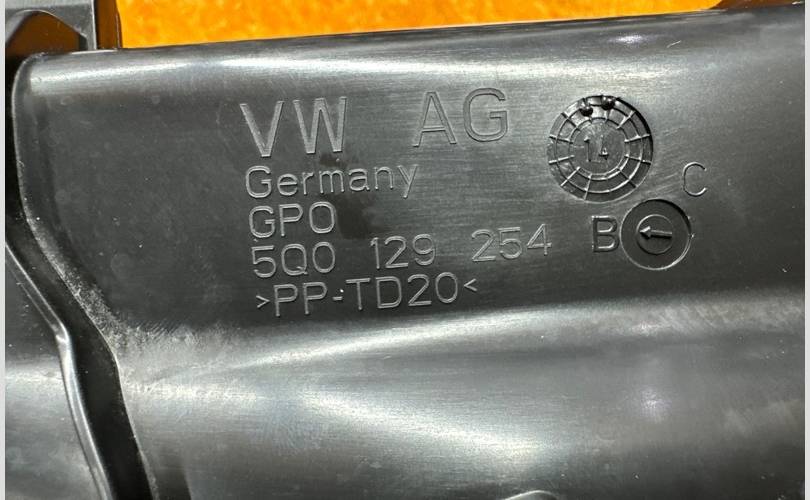 VW AG
Germany
GPO
5Q0 129 254
>PP-TD20<
14
C
B